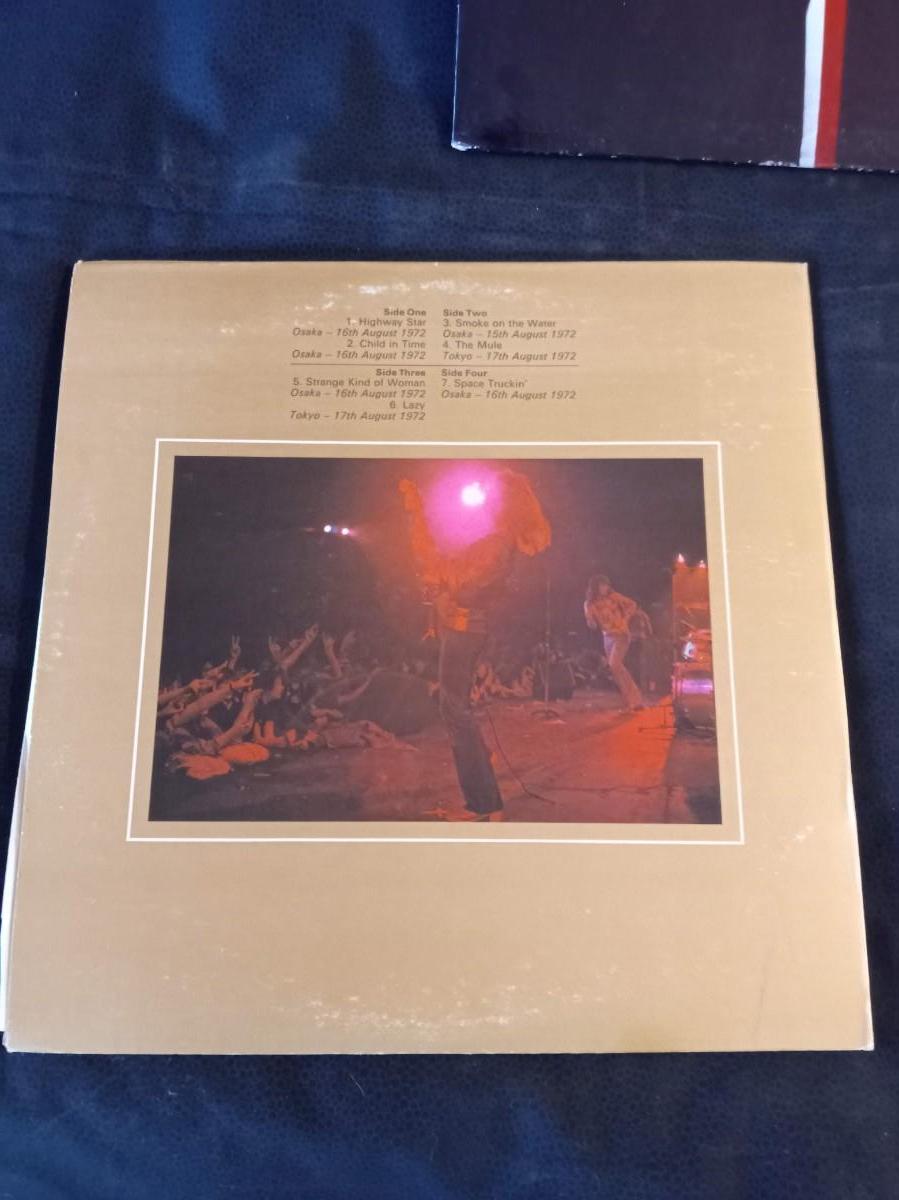 Side One
1. Highway Star
Osaka – 16th August 1972
2. Child in Time
Osaka – 16th August 1972
Side Two
3. Smoke on the Water
Osaka – 15th August 1972
4. The Mule
Tokyo – 17th August 1972
Side Three
5. Strange Kind of Woman
Osaka – 16th August 1972
6. Lazy
Tokyo – 17th August 1972
Side Four
7. Space Truckin'
Osaka – 16th August 1972